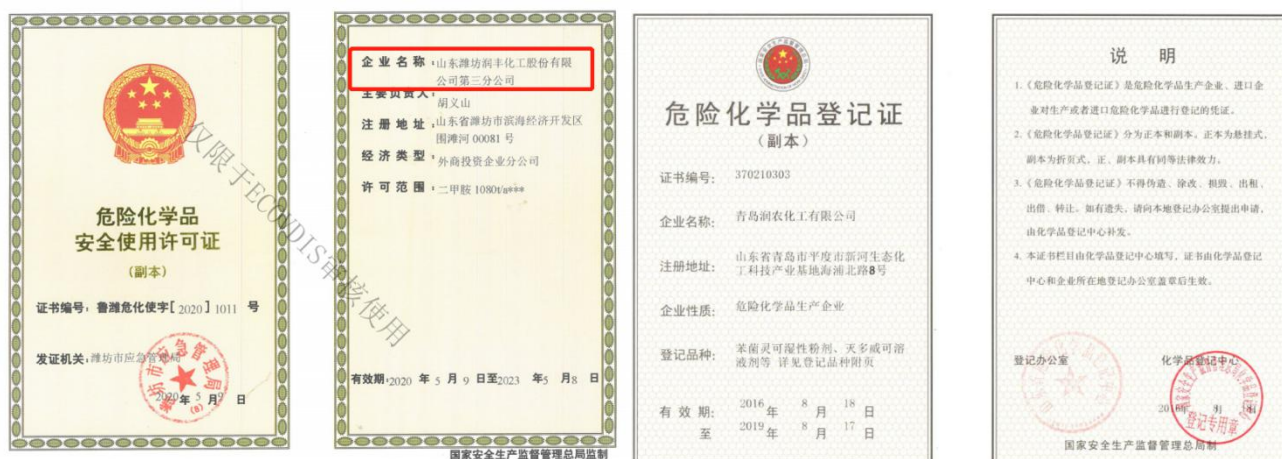 危险化学品
安全使用许可证
(副本)
证书编号：鲁潍危化使字[2020]1011 号
发证机关：潍坊市应急管理局
2020年 5 月9 日
企业名称：山东潍坊润丰化工股份有限
公司第三分公司
主要负责人：
胡义山
注册地址：山东省潍坊市滨海经济开发区
围滩河 00081 号
经济类型：外商投资企业分公司
许可范围：二甲胺 1080t/a***
有效期：2020 年 5 月 9 日至2023 年5 月8 日
国家安全生产监督管理总局监制
仅限于ECOVDIS审核使用
危险化学品登记证
(副本)
证书编号： 370210303
企业名称： 青岛润农化工有限公司
注册地址： 山东省青岛市平度市新河生态化
工科技产业基地海浦北路8号
企业性质： 危险化学品生产企业
登记品种： 苯菌灵可湿性粉剂、灭多威可溶
液剂等 详见登记品种附页
有 效 期： 2016 年 8 月 18 日
至 2019 年 8 月 17 日
说 明
1.《危险化学品登记证》是危险化学品生产企业、进口企
业对生产或者进口危险化学品进行登记的凭证。
2.《危险化学品登记证》分为正本和副本。正本为悬挂式，
副本为折页式，正、副本具有同等法律效力。
3.《危险化学品登记证》不得伪造、涂改、损毁、出租、
出借、转让。如有遗失，请向本地登记办公室提出申请，
由化学品登记中心补发。
4. 本证书栏目由化学品登记中心填写，证书由化学品登记
中心和企业所在地登记办公室盖章后生效。
登记办公室
化学品登记中心
登记专用章
国家安全生产监督管理总局制